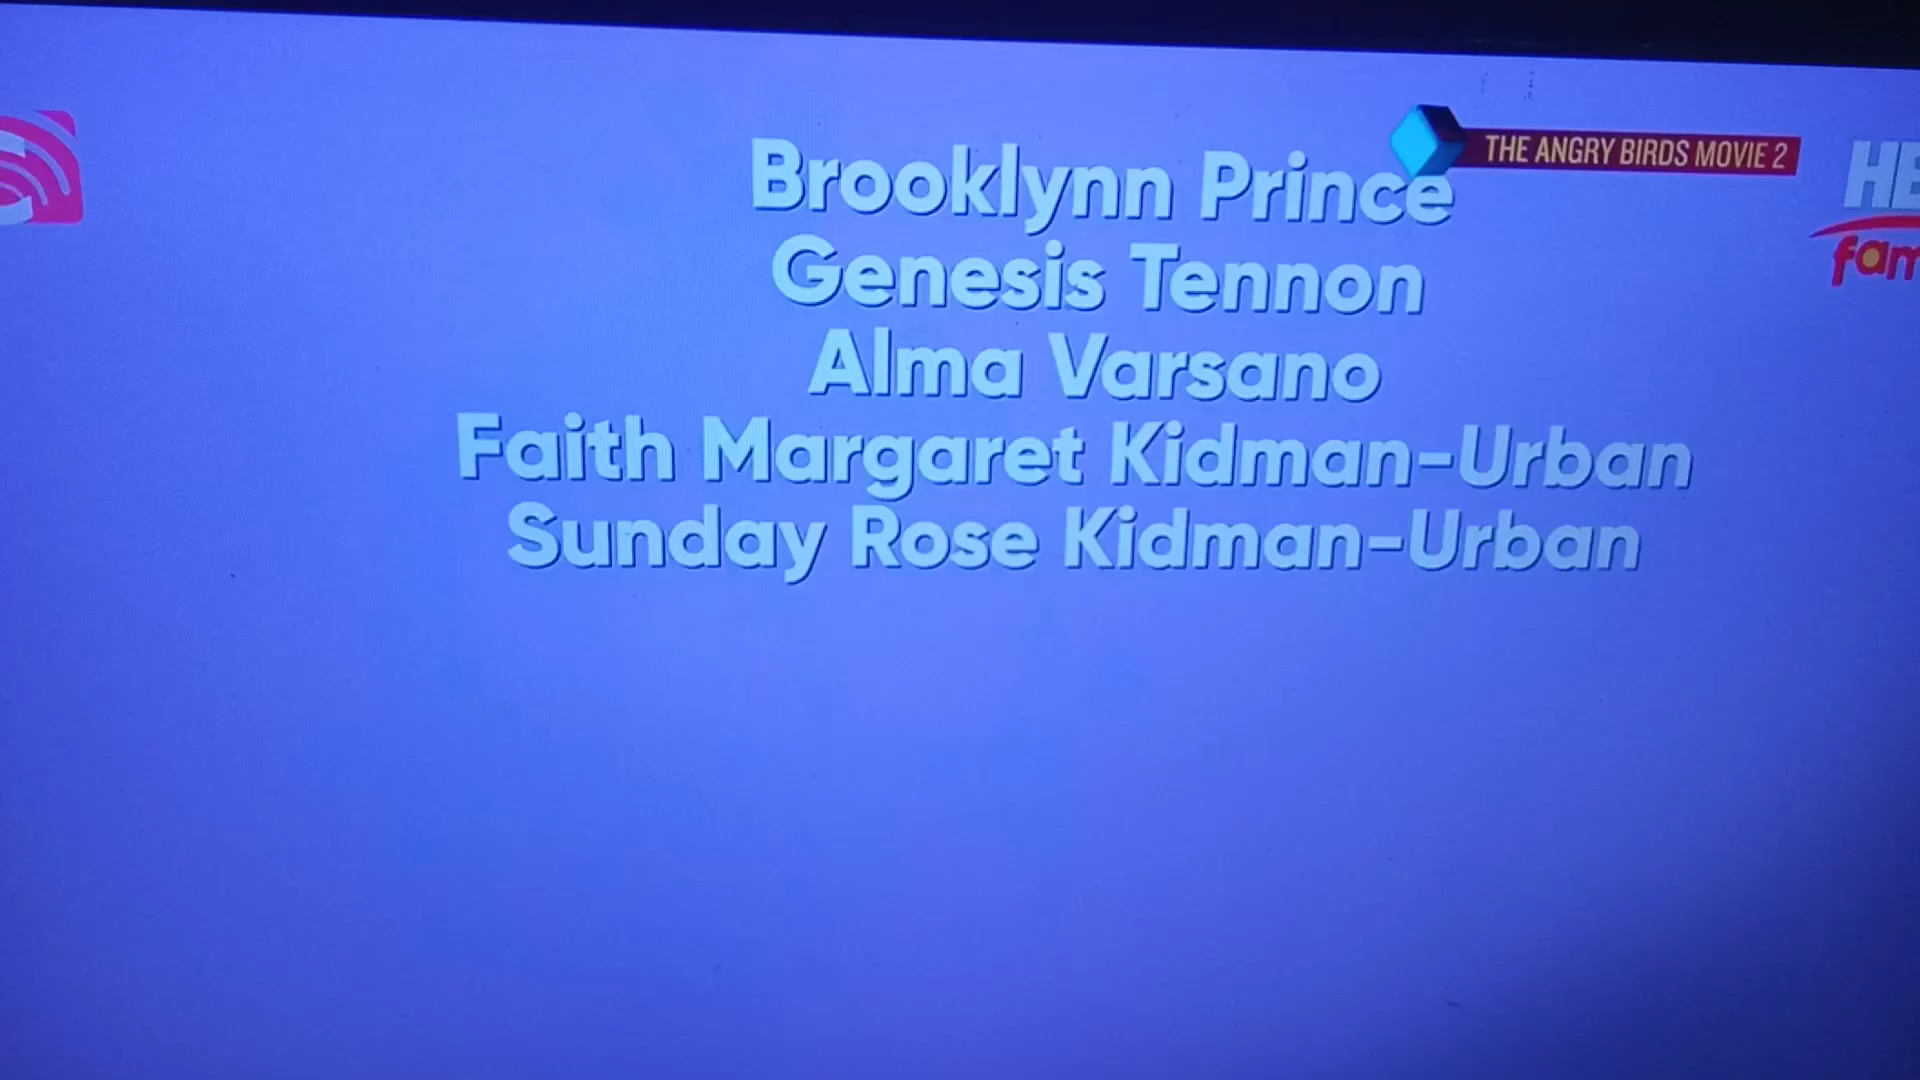 THE ANGRY BIRDS MOVIE 2
Brooklynn Prince
Genesis Tennon
Alma Varsano
Faith Margaret Kidman-Urban
Sunday Rose Kidman-Urban